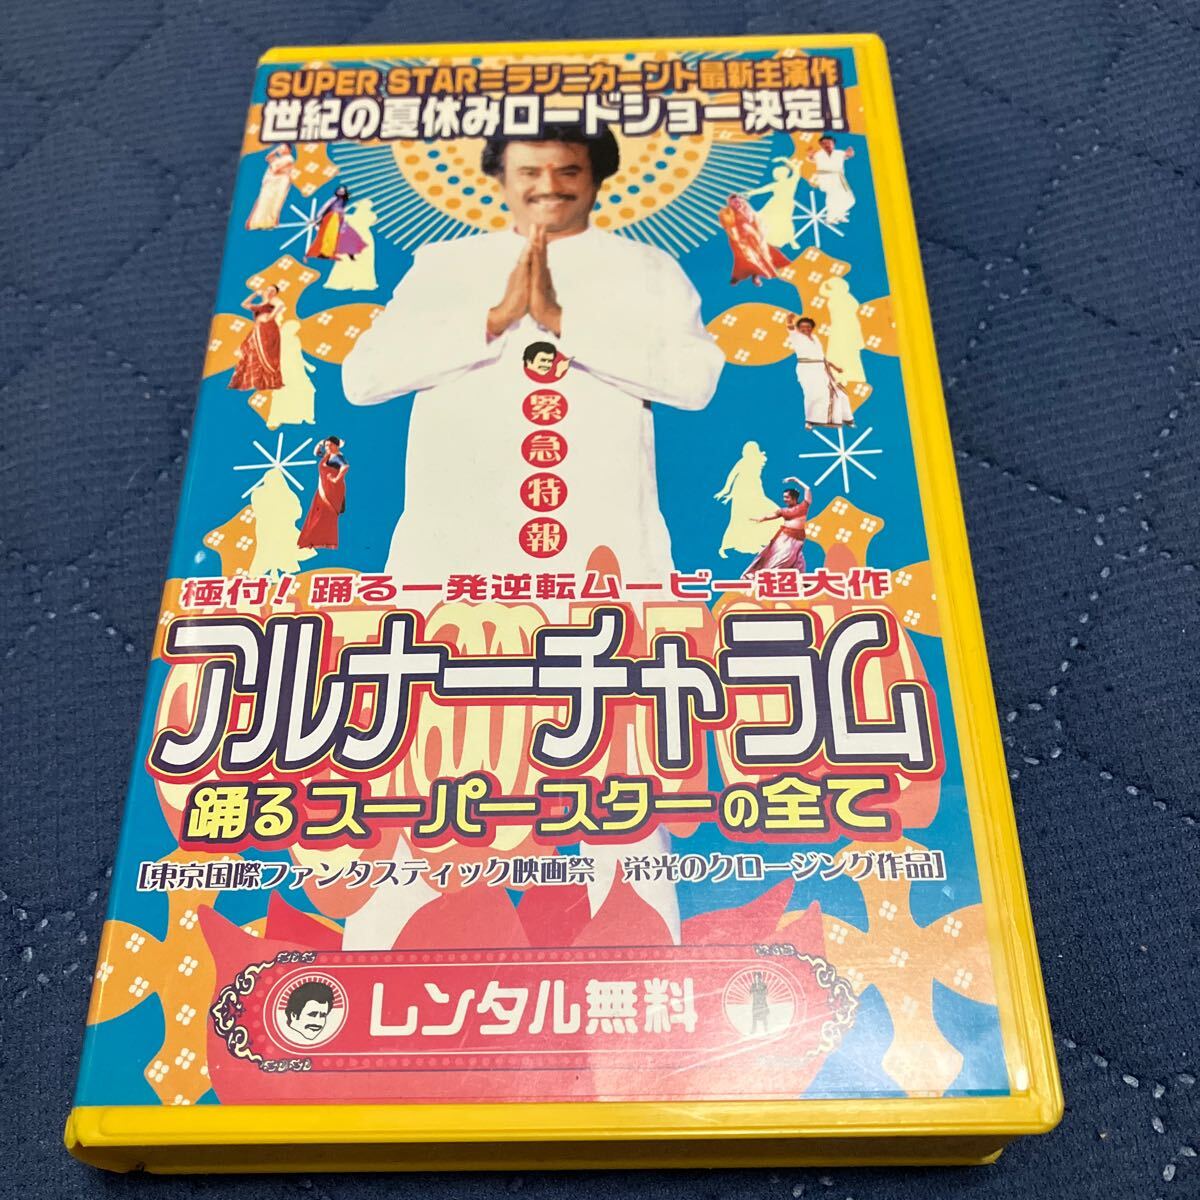 SUPER STAR=ラジニカーント最新主演作
世紀の夏休みロードショー決定!
緊急特報
極付! 踊る一発逆転ムービー超大作
アルナーチャラム
踊るスーパースターの全て
[東京国際ファンタスティック映画祭 栄光のクロージング作品]
レンタル無料